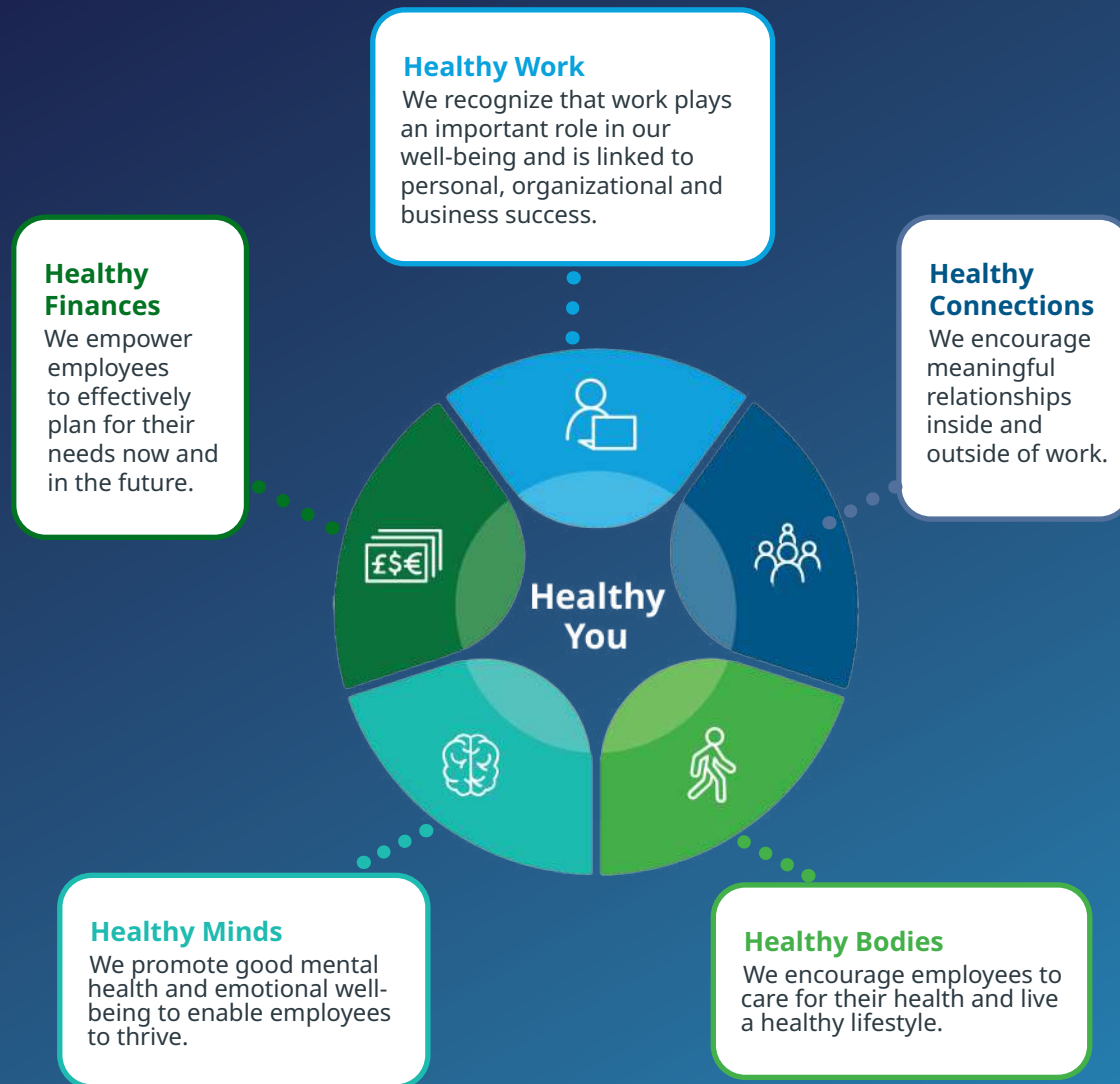 Healthy Work
We recognize that work plays
an important role in our
well-being and is linked to
personal, organizational and
business success.
Healthy
Finances
We empower
employees
to effectively
plan for their
needs now and
in the future.
Healthy
Connections
We encourage
meaningful
relationships
inside and
outside of work.
£$€
Healthy
You
Healthy Minds
We promote good mental
health and emotional well-
being to enable employees
to thrive.
Healthy Bodies
We encourage employees to
care for their health and live
a healthy lifestyle.